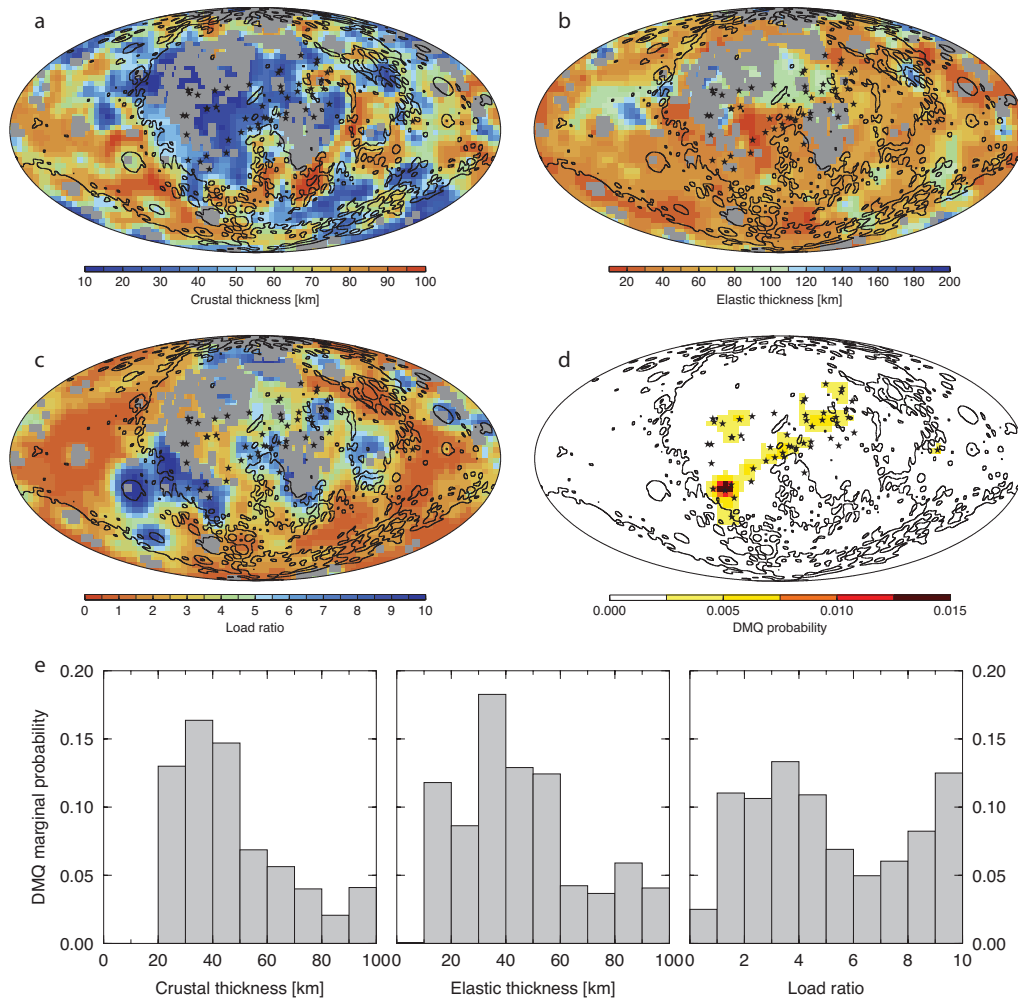 a
b
10 20 30 40 50 60 70 80 90 100
Crustal thickness [km]
20 40 60 80 100 120 140 160 180 200
Elastic thickness [km]
c
d
0 1 2 3 4 5 6 7 8 9 10
Load ratio
0.000 0.005 0.010 0.015
DMQ probability
e
DMQ marginal probability
0.20
0.15
0.10
0.05
0.00
0 20 40 60 80 100
Crustal thickness [km]
0 20 40 60 80 100
Elastic thickness [km]
0 2 4 6 8 10
Load ratio
0.20
0.15
0.10
0.05
0.00